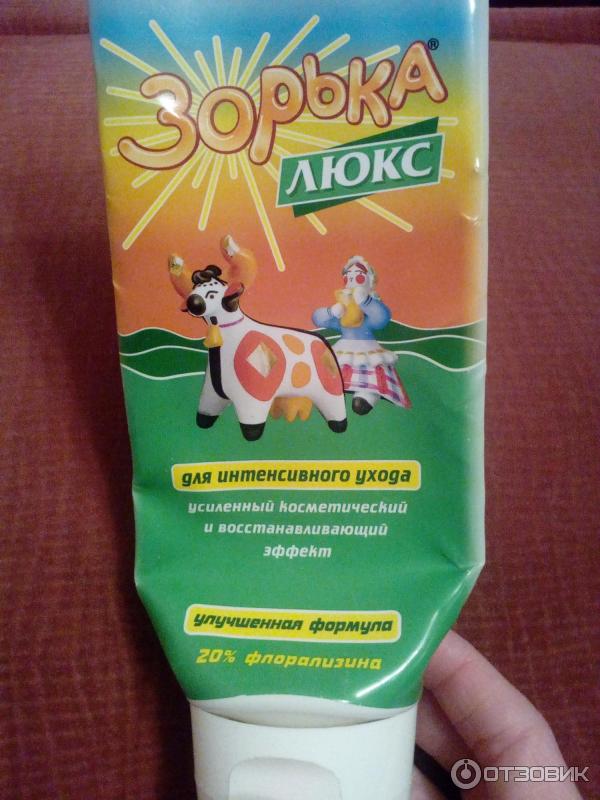 Зорька®
ЛЮКС
для интенсивного ухода
усиленный косметический
и восстанавливающий
эффект
улучшенная формула
20% флорализина
ОТЗОВИК